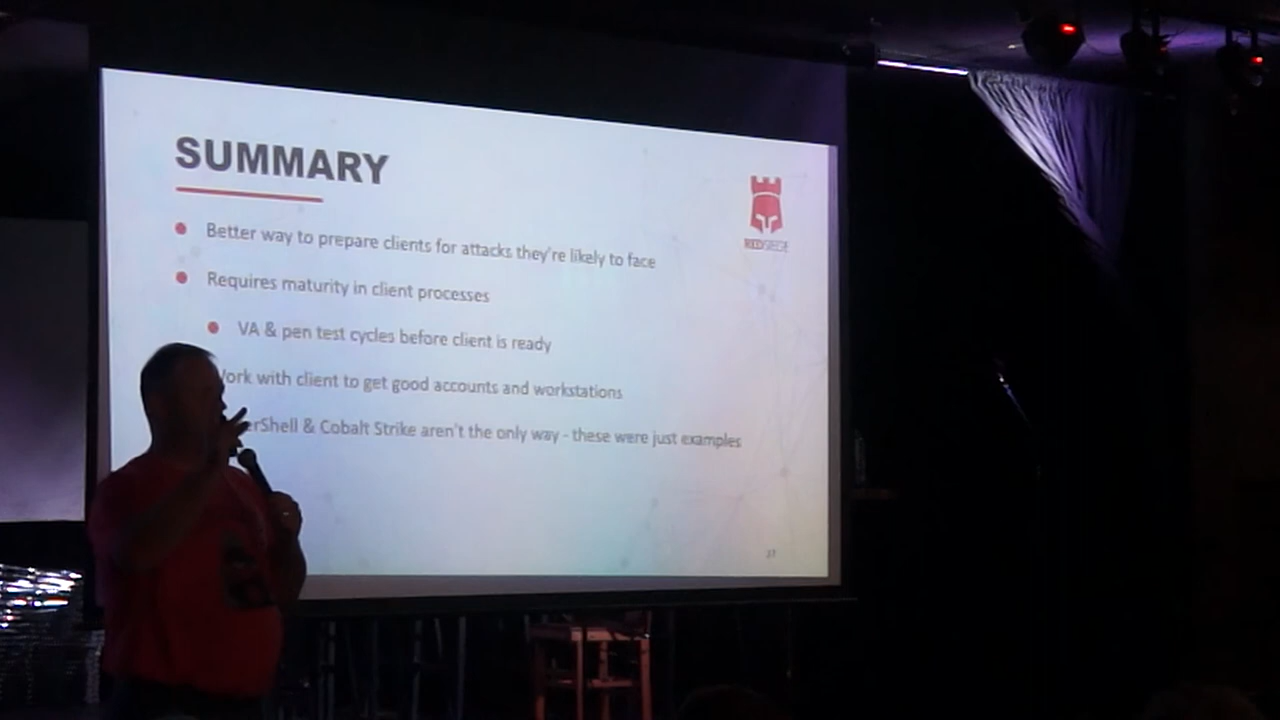 SUMMARY
Better way to prepare clients for attacks they're likely to face
REDSIEGE
Requires maturity in client processes
VA & pen test cycles before client is ready
ork with client to get good accounts and workstations
erShell & Cobalt Strike aren't the only way - these were just examples
37